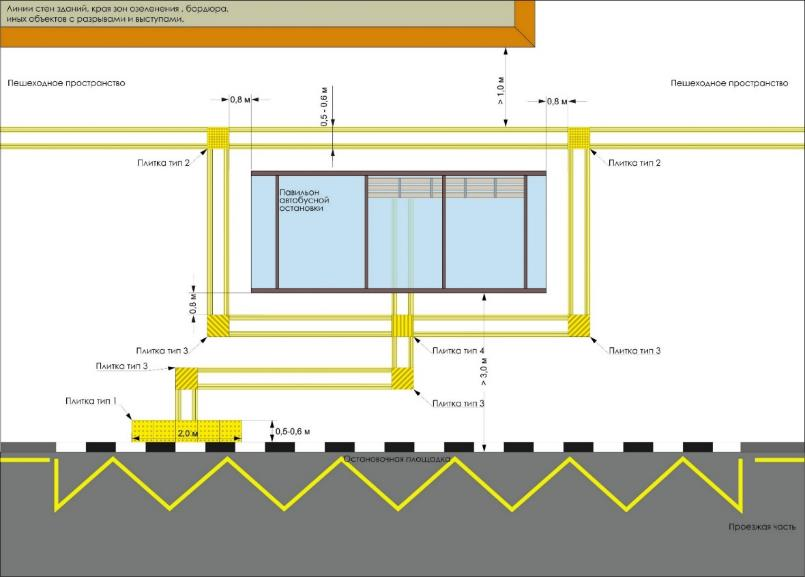 Линии стен зданий, края зон озеленения , бордюра,
иных объектов с разрывами и выступами.
Пешеходное пространство
Пешеходное пространство
> 1,0 м
0,8 м
0,5 - 0,6 м
0,8 м
Плитка тип 2
Плитка тип 2
Павильон
автобусной
остановки
0,8 м
Плитка тип 3
Плитка тип 4
Плитка тип 3
Плитка тип 3
> 3,0 м
Плитка тип 1
Плитка тип 3
2,0 м
0,5-0,6 м
Остановочная площадка
Проезжая часть